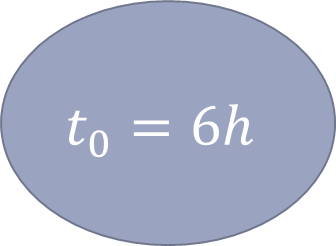 t₀ = 6h